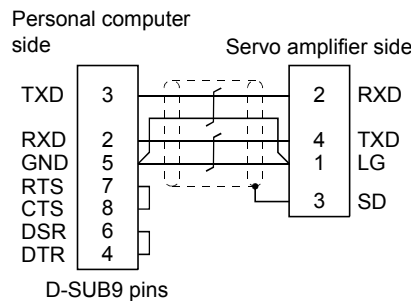 Personal computer
side
Servo amplifier side
TXD 3 2 RXD
RXD 2 4 TXD
GND 5 1 LG
RTS 7
CTS 8 3 SD
DSR 6
DTR 4
D-SUB9 pins